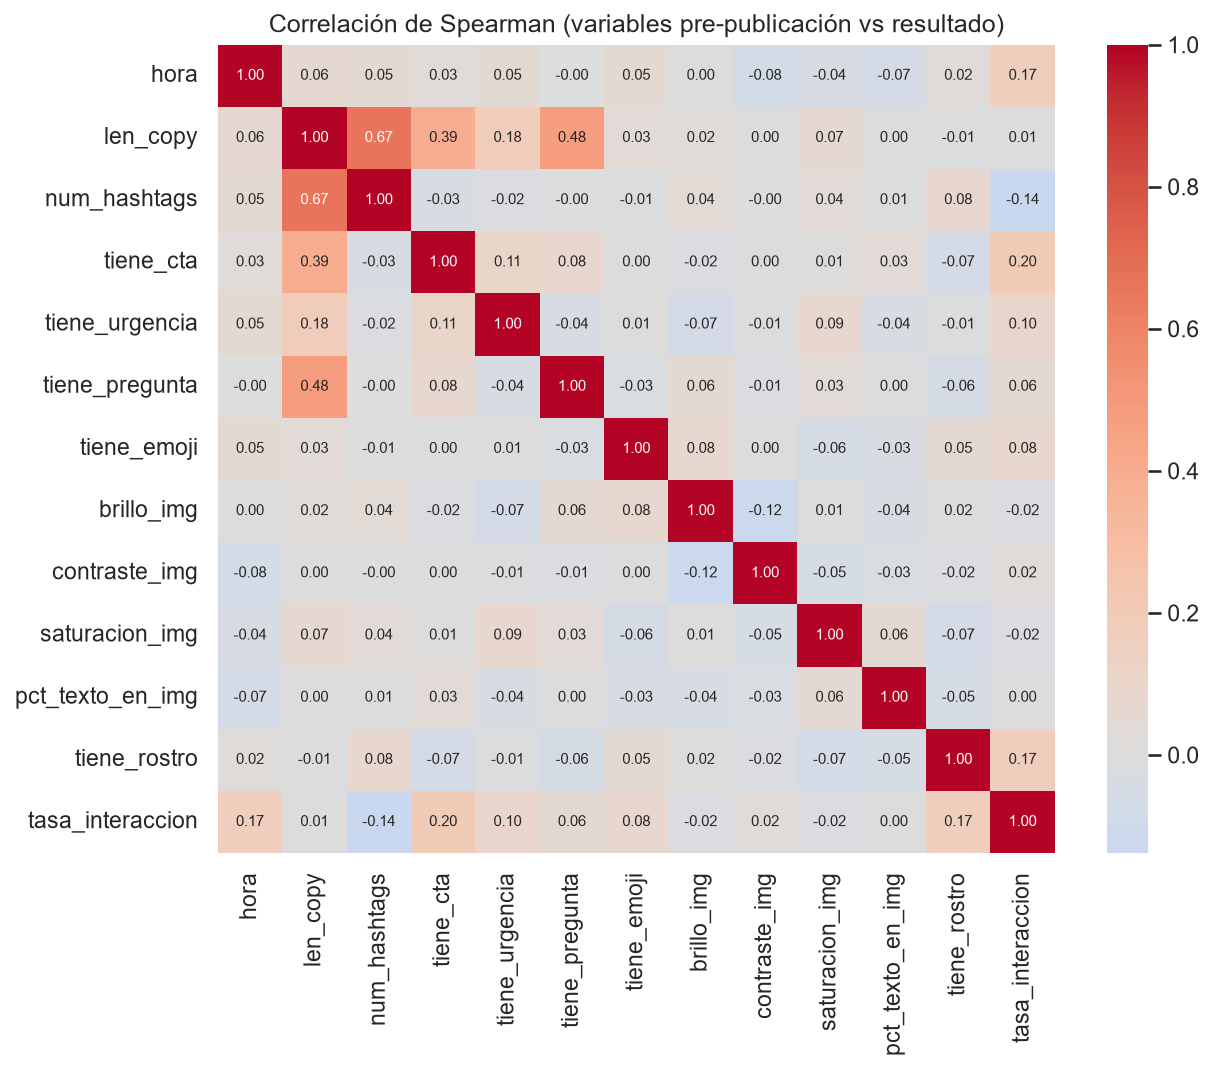 Correlación de Spearman (variables pre-publicación vs resultado)
hora 1.00 0.06 0.05 0.03 0.05 -0.00 0.05 0.00 -0.08 -0.04 -0.07 0.02 0.17
len_copy 0.06 1.00 0.67 0.39 0.18 0.48 0.03 0.02 0.00 0.07 0.00 -0.01 0.01
num_hashtags 0.05 0.67 1.00 -0.03 -0.02 -0.00 -0.01 0.04 -0.00 0.04 0.01 0.08 -0.14
tiene_cta 0.03 0.39 -0.03 1.00 0.11 0.08 0.00 -0.02 0.00 0.01 0.03 -0.07 0.20
tiene_urgencia 0.05 0.18 -0.02 0.11 1.00 -0.04 0.01 -0.07 -0.01 0.09 -0.04 -0.01 0.10
tiene_pregunta -0.00 0.48 -0.00 0.08 -0.04 1.00 -0.03 0.06 -0.01 0.03 0.00 -0.06 0.06
tiene_emoji 0.05 0.03 -0.01 0.00 0.01 -0.03 1.00 0.08 0.00 -0.06 -0.03 0.05 0.08
brillo_img 0.00 0.02 0.04 -0.02 -0.07 0.06 0.08 1.00 -0.12 0.01 -0.04 0.02 -0.02
contraste_img -0.08 0.00 -0.00 0.00 -0.01 -0.01 0.00 -0.12 1.00 -0.05 -0.03 -0.02 0.02
saturacion_img -0.04 0.07 0.04 0.01 0.09 0.03 -0.06 0.01 -0.05 1.00 0.06 -0.07 -0.02
pct_texto_en_img -0.07 0.00 0.01 0.03 -0.04 0.00 -0.03 -0.04 -0.03 0.06 1.00 -0.05 0.00
tiene_rostro 0.02 -0.01 0.08 -0.07 -0.01 -0.06 0.05 0.02 -0.02 -0.07 -0.05 1.00 0.17
tasa_interaccion 0.17 0.01 -0.14 0.20 0.10 0.06 0.08 -0.02 0.02 -0.02 0.00 0.17 1.00
hora
len_copy
num_hashtags
tiene_cta
tiene_urgencia
tiene_pregunta
tiene_emoji
brillo_img
contraste_img
saturacion_img
pct_texto_en_img
tiene_rostro
tasa_interaccion
1.0
0.8
0.6
0.4
0.2
0.0